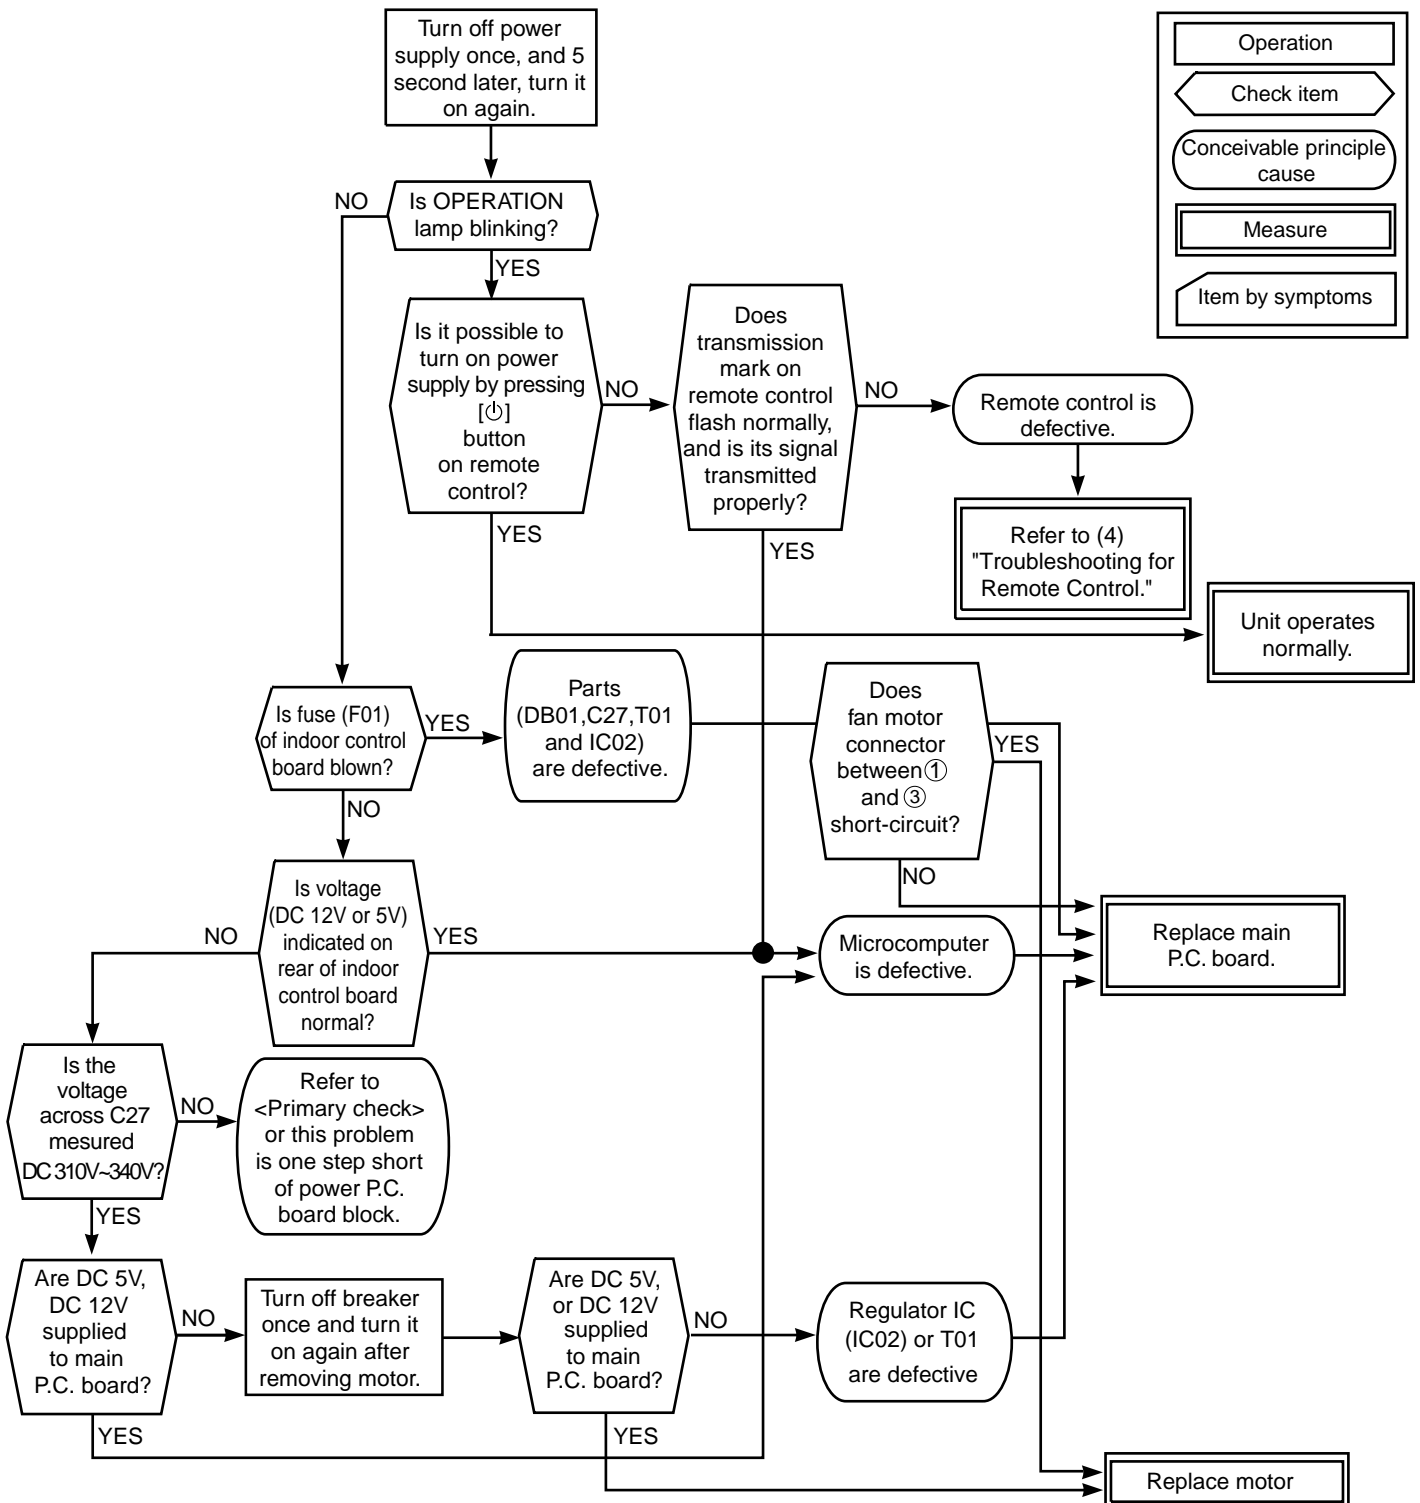 Turn off power
supply once, and 5
second later, turn it
on again.
Operation
Check item
Conceivable principle
cause
Measure
Item by symptoms
NO
Is OPERATION
lamp blinking?
YES
Is it possible to
turn on power
supply by pressing
[⏻]
button
on remote
control?
NO
YES
Does
transmission
mark on
remote control
flash normally,
and is its signal
transmitted
properly?
NO
YES
Remote control is
defective.
Refer to (4)
"Troubleshooting for
Remote Control."
Unit operates
normally.
Is fuse (F01)
of indoor control
board blown?
YES
NO
Parts
(DB01,C27,T01
and IC02)
are defective.
Does
fan motor
connector
between①
and ③
short-circuit?
YES
NO
Is voltage
(DC 12V or 5V)
indicated on
rear of indoor
control board
normal?
NO
YES
Microcomputer
is defective.
Replace main
P.C. board.
Is the
voltage
across C27
mesured
DC 310V~340V?
NO
YES
Refer to
<Primary check>
or this problem
is one step short
of power P.C.
board block.
Are DC 5V,
DC 12V
supplied
to main
P.C. board?
NO
YES
Turn off breaker
once and turn it
on again after
removing motor.
Are DC 5V,
or DC 12V
supplied
to main
P.C. board?
NO
YES
Regulator IC
(IC02) or T01
are defective
Replace motor